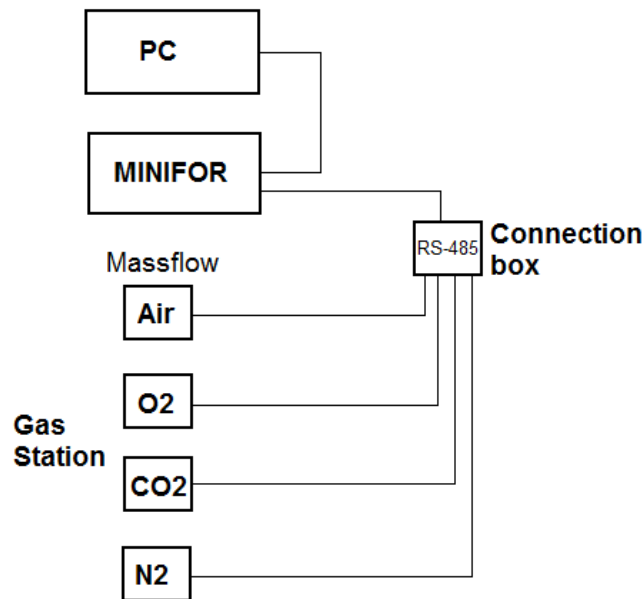 PC
MINIFOR
RS-485
Connection
box
Massflow
Air
O2
Gas
Station
CO2
N2